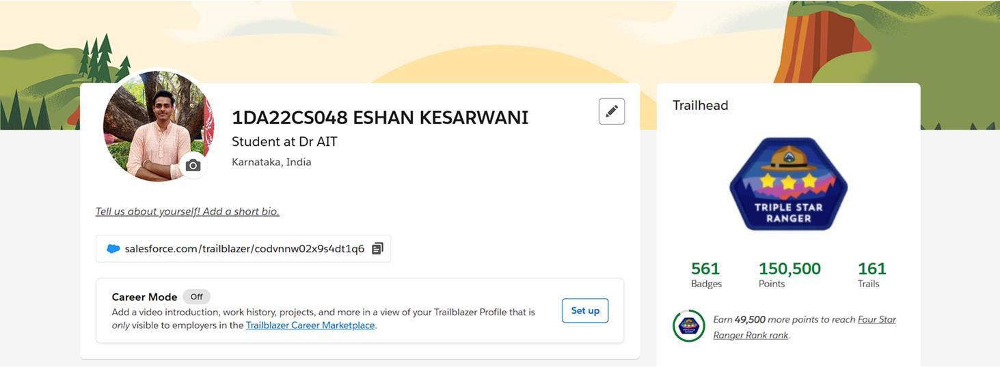 1DA22CS048 ESHAN KESARWANI
Student at Dr AIT
Karnataka, India
Tell us about yourself! Add a short bio.
salesforce.com/trailblazer/codvnnw02x9s4dt1q6
Career Mode Off
Add a video introduction, work history, projects, and more in a view of your Trailblazer Profile that is
only visible to employers in the Trailblazer Career Marketplace.
Set up
Trailhead
TRIPLE STAR
RANGER
561 150,500 161
Badges Points Trails
Earn 49,500 more points to reach Four Star
Ranger Rank rank.